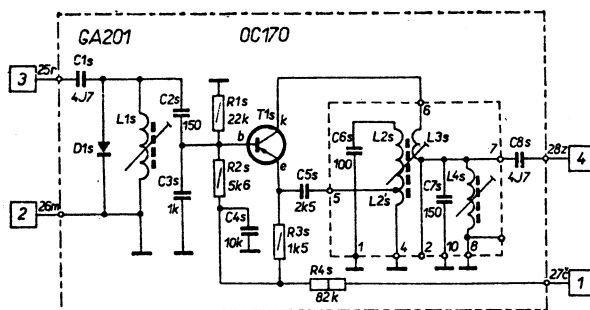 GA201 OC170
3 25r C1s 4J7
L1s
D1s
C2s 150
C3s 1k
R1s 22k
R2s 5k6
T1s
k
b
e
C4s 10k
C5s 2k5
R3s 1k5
R4s 82k
C6s 100
L2s
L2's
L3s
C7s 150
L4s
C8s 4J7
5
6
7
1 4 2 10 8
28z 4
2 26m
27č 1